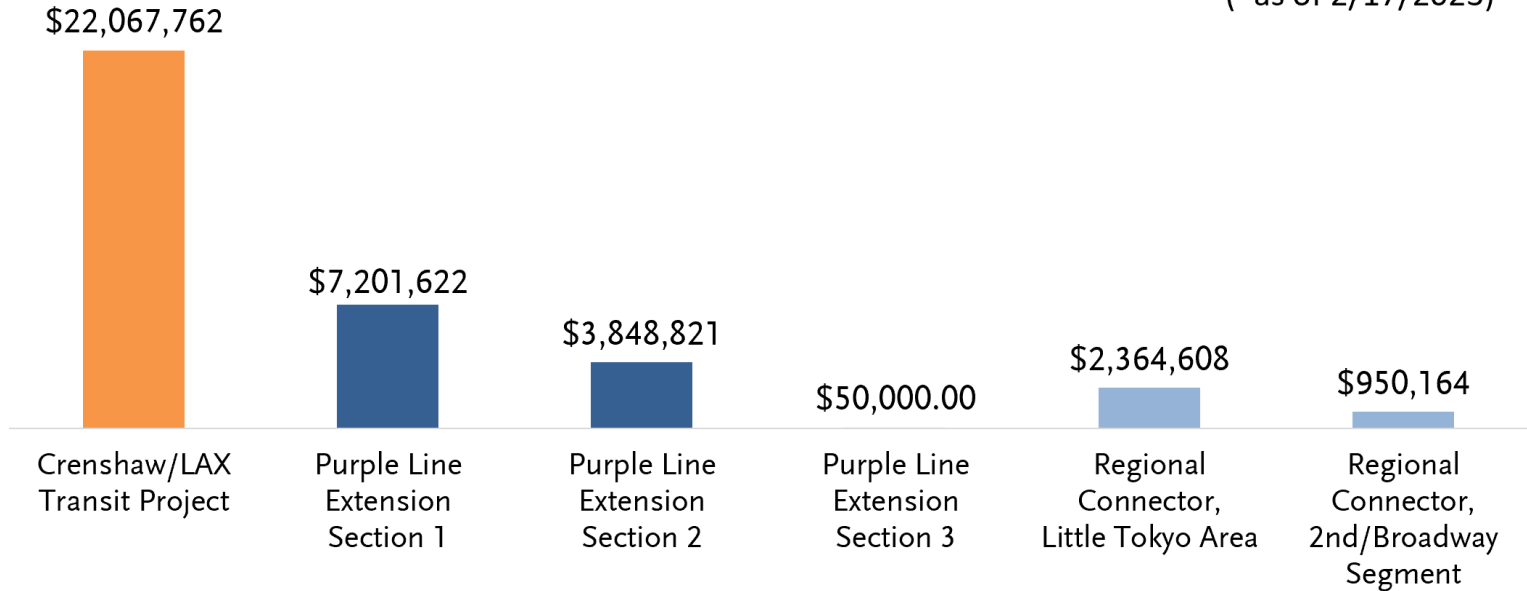 $22,067,762
$7,201,622
$3,848,821
$50,000.00
$2,364,608
$950,164
Crenshaw/LAX
Transit Project
Purple Line
Extension
Section 1
Purple Line
Extension
Section 2
Purple Line
Extension
Section 3
Regional
Connector,
Little Tokyo Area
Regional
Connector,
2nd/Broadway
Segment